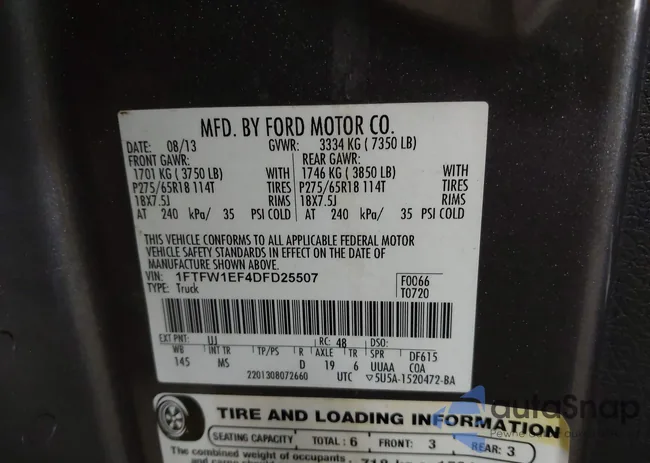 MFD. BY FORD MOTOR CO.
DATE: 08/13 GVWR: 3334 KG ( 7350 LB)
FRONT GAWR: REAR GAWR:
1701 KG ( 3750 LB) WITH 1746 KG ( 3850 LB) WITH
P275/65R18 114T TIRES P275/65R18 114T TIRES
18X7.5J RIMS 18X7.5J RIMS
AT 240 kPa/ 35 PSI COLD AT 240 kPa/ 35 PSI COLD
THIS VEHICLE CONFORMS TO ALL APPLICABLE FEDERAL MOTOR
VEHICLE SAFETY STANDARDS IN EFFECT ON THE DATE OF
MANUFACTURE SHOWN ABOVE.
VIN: 1FTFW1EF4DFD25507 F0066
TYPE: Truck T0720
EXT PNT: UJ RC: 48 DSO:
WB INT TR TP/PS R AXLE TR SPR DF615
145 MS D 19 6 UUAA COA
2201308072660 UTC ▽5U5A-1520472-BA
TIRE AND LOADING INFORMATION
SEATING CAPACITY TOTAL: 6 FRONT: 3 REAR: 3
The combined weight of occupants
autoSnap